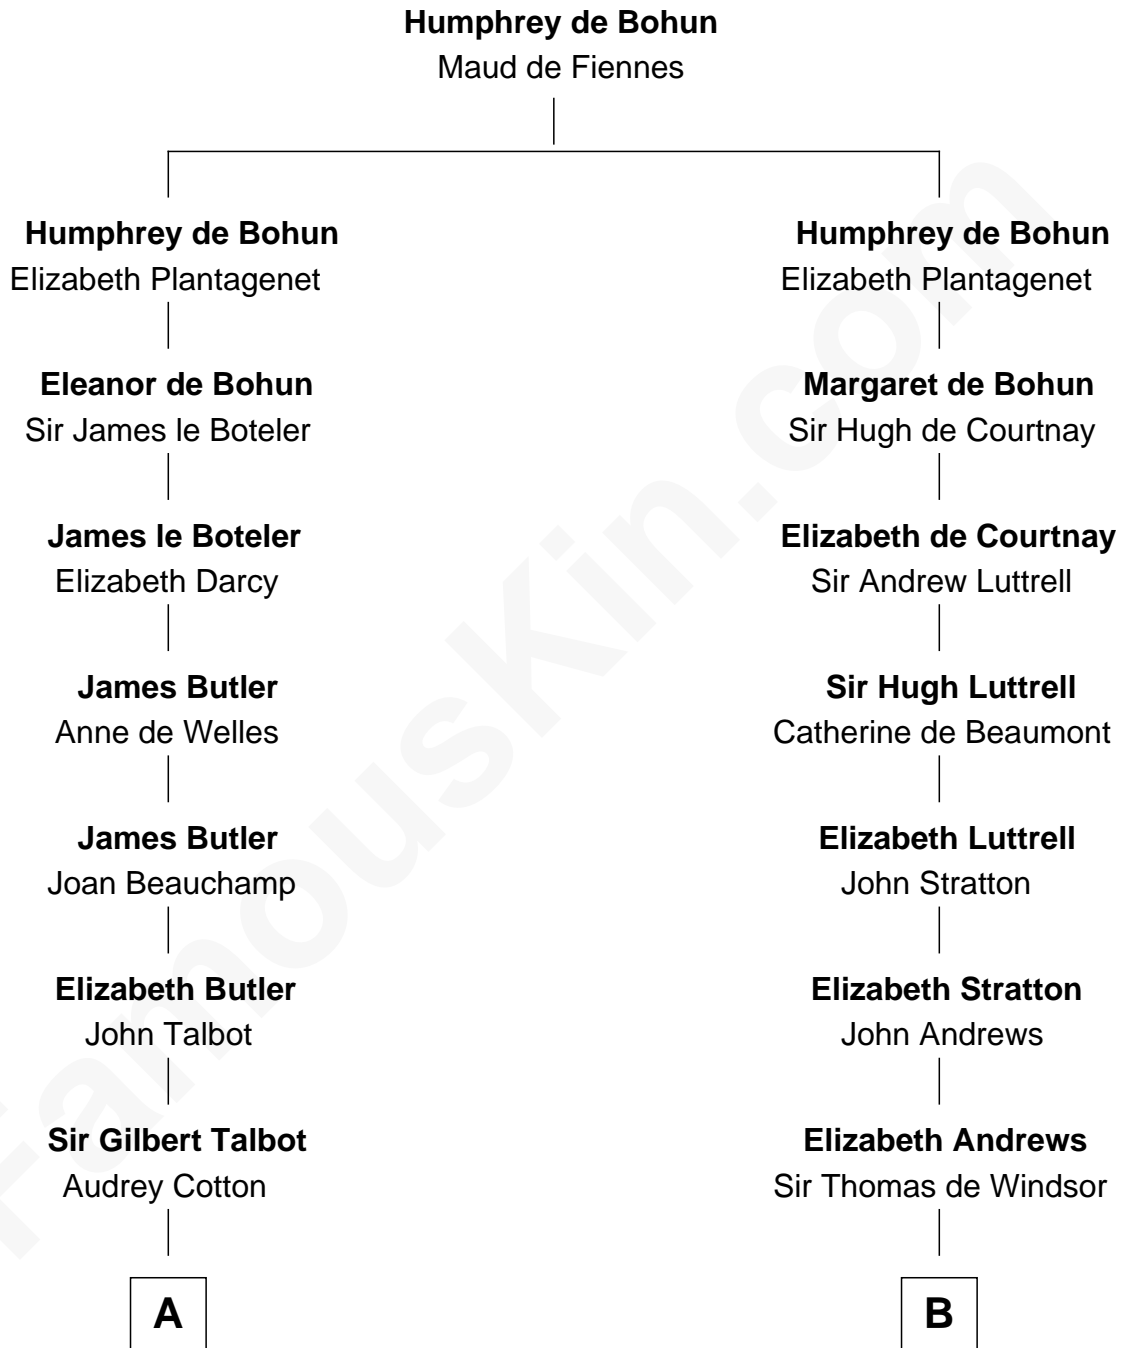 Humphrey de Bohun
Maud de Fiennes
Humphrey de Bohun
Elizabeth Plantagenet
Eleanor de Bohun
Sir James le Boteler
James le Boteler
Elizabeth Darcy
James Butler
Anne de Welles
James Butler
Joan Beauchamp
Elizabeth Butler
John Talbot
Sir Gilbert Talbot
Audrey Cotton
A
Humphrey de Bohun
Elizabeth Plantagenet
Margaret de Bohun
Sir Hugh de Courtnay
Elizabeth de Courtnay
Sir Andrew Luttrell
Sir Hugh Luttrell
Catherine de Beaumont
Elizabeth Luttrell
John Stratton
Elizabeth Stratton
John Andrews
Elizabeth Andrews
Sir Thomas de Windsor
B
FamousKin.com